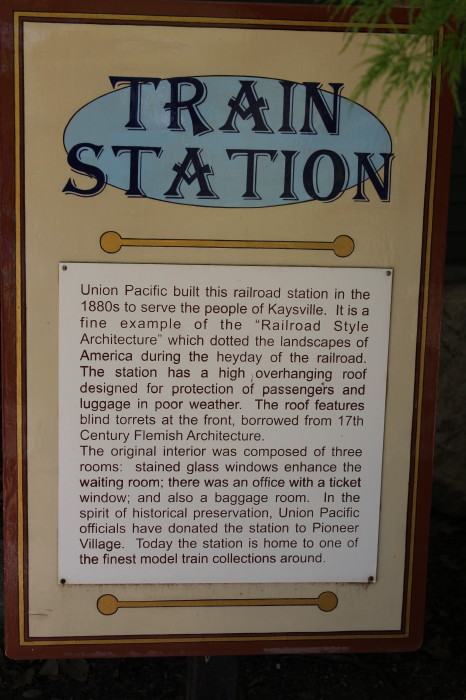 TRAIN
STATION
Union Pacific built this railroad station in the
1880s to serve the people of Kaysville. It is a
fine example of the "Railroad Style
Architecture" which dotted the landscapes of
America during the heyday of the railroad.
The station has a high overhanging roof
designed for protection of passengers and
luggage in poor weather. The roof features
blind torrets at the front, borrowed from 17th
Century Flemish Architecture.
The original interior was composed of three
rooms: stained glass windows enhance the
waiting room; there was an office with a ticket
window; and also a baggage room. In the
spirit of historical preservation, Union Pacific
officials have donated the station to Pioneer
Village. Today the station is home to one of
the finest model train collections around.